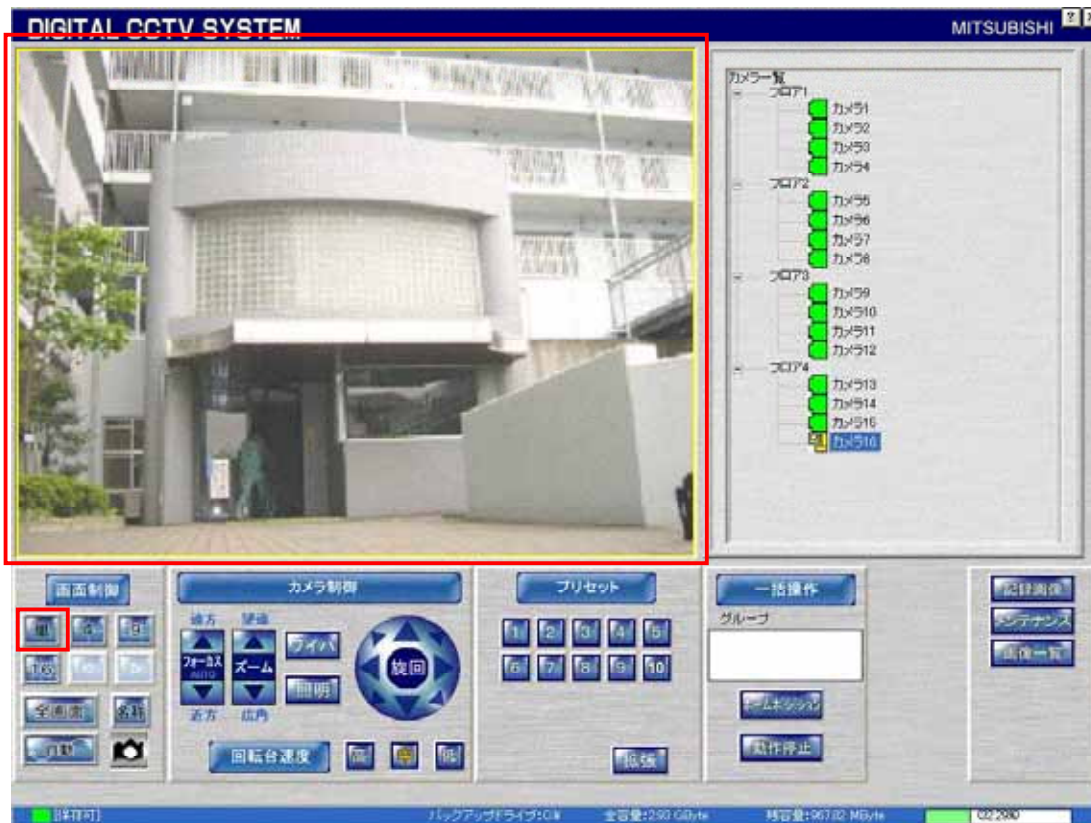 DIGITAL CCTV SYSTEM
MITSUBISHI
カメラ一覧
フロア1
カメラ1
カメラ2
カメラ3
カメラ4
フロア2
カメラ5
カメラ6
カメラ7
カメラ8
フロア3
カメラ9
カメラ10
カメラ11
カメラ12
フロア4
カメラ13
カメラ14
カメラ15
カメラ16
画面制御
単
4
9
16
全画面
名称
自動
カメラ制御
遠方
望遠
フォーカス
AUTO
ズーム
近方
広角
ワイパ
照明
旋回
回転台速度
高
中
低
プリセット
1 2 3 4 5
6 7 8 9 10
拡張
一括操作
グループ
ホームポジション
動作停止
記録画像
メンテナンス
画像一覧
[保存可]
全容量:2.93 GByte
残容量:967.82 MByte